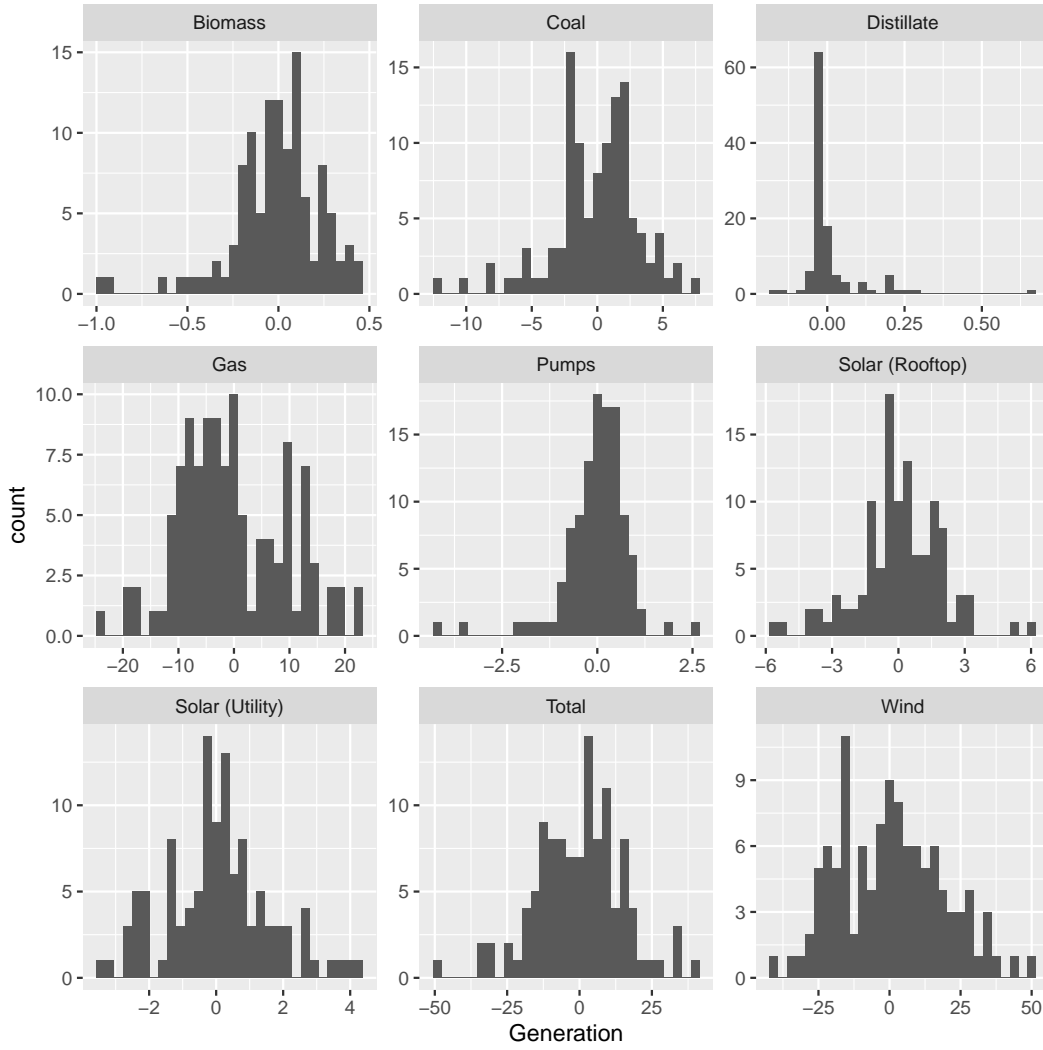 Biomass
Coal
Distillate
15
10
5
0
15
10
5
0
60
40
20
0
−1.0 −0.5 0.0 0.5
−10 −5 0 5
0.00 0.25 0.50
Gas
Pumps
Solar (Rooftop)
10.0
7.5
5.0
2.5
0.0
15
10
5
0
15
10
5
0
−20 −10 0 10 20
−2.5 0.0 2.5
−6 −3 0 3 6
Solar (Utility)
Total
Wind
10
5
0
10
5
0
9
6
3
0
−2 0 2 4
−50 −25 0 25
−25 0 25 50
count
Generation